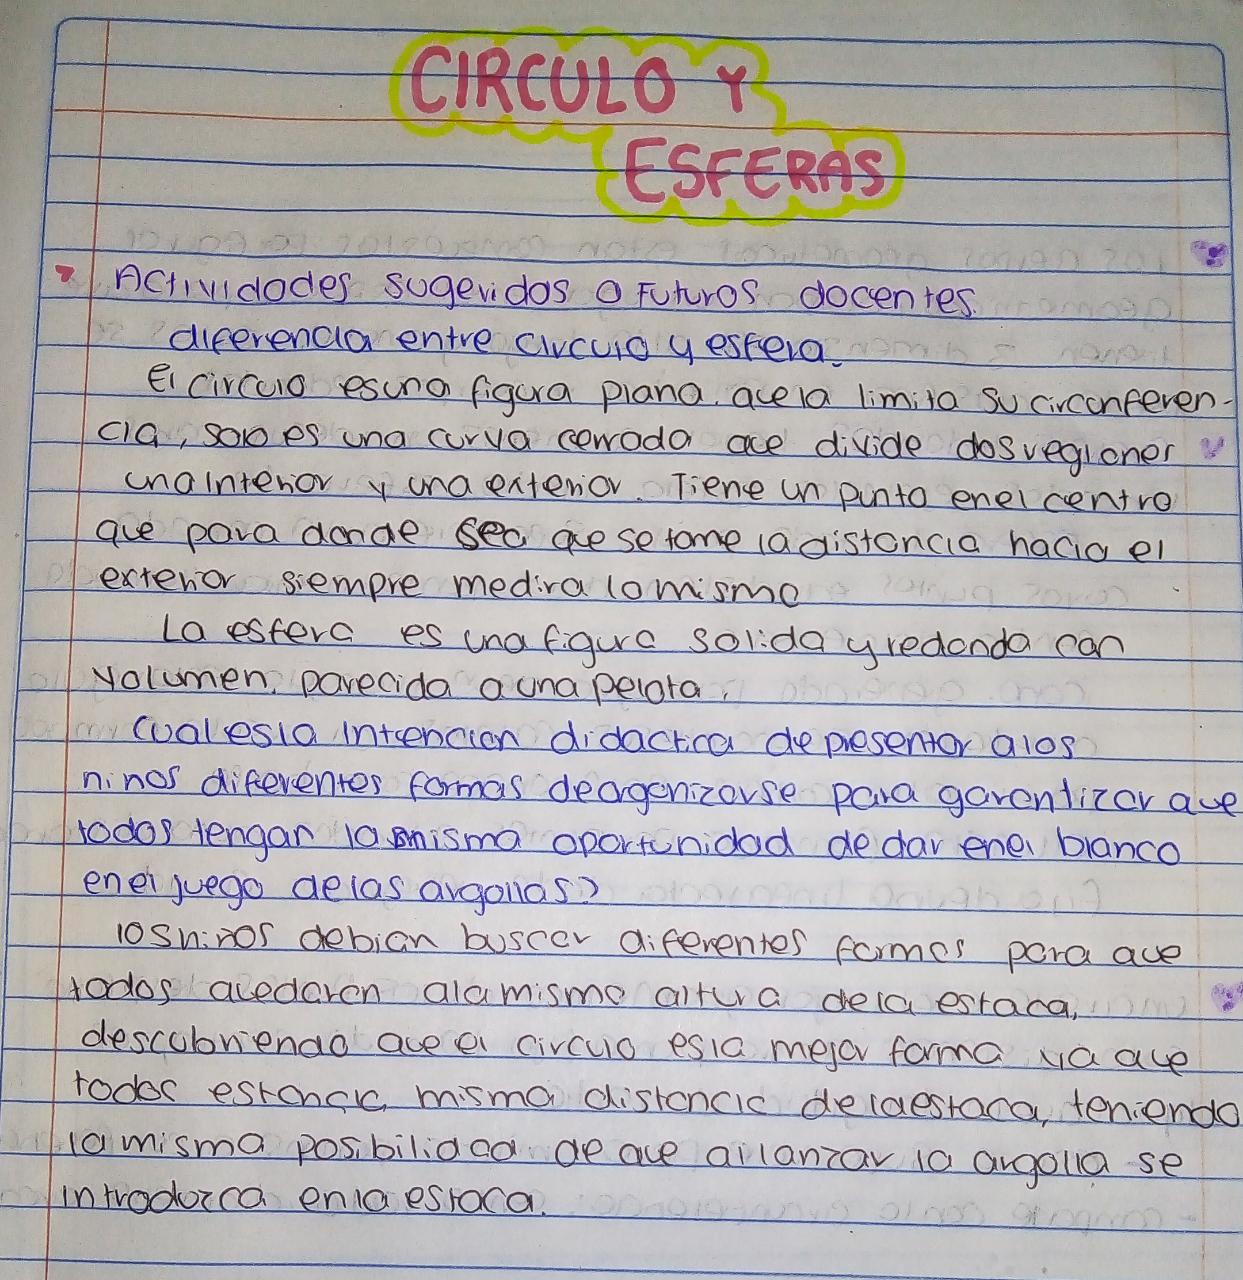 CIRCULO Y
ESFERAS
Actividades sugeridos a Futuros docentes.
diferencia entre circulo y esfera.
El circulo es una figura plana, que la limita su circonferen-
cia, solo es una curva cerrada que divide dos regiones
una interior y una exterior. Tiene un punto en el centro
que para donde sea que se tome la distancia hacia el
exterior siempre medira lo mismo
La esfera es una figura solida y redonda con
volumen, parecida a una pelota.
Cual es la intencion didactica de presentar a los
ninos diferentes formas de organizarse para garantizar que
todos tengan la misma oportunidad de dar en el blanco
en el juego de las argollas?
los ninos debian buscar diferentes formas para que
todos quedaran a la misma altura de la estaca,
descubriendo que el circulo es la mejor forma ya que
todos estan a la misma distancia de la estaca, teniendo
la misma posibilidad de que al lanzar la argolla se
introduzca en la estaca.